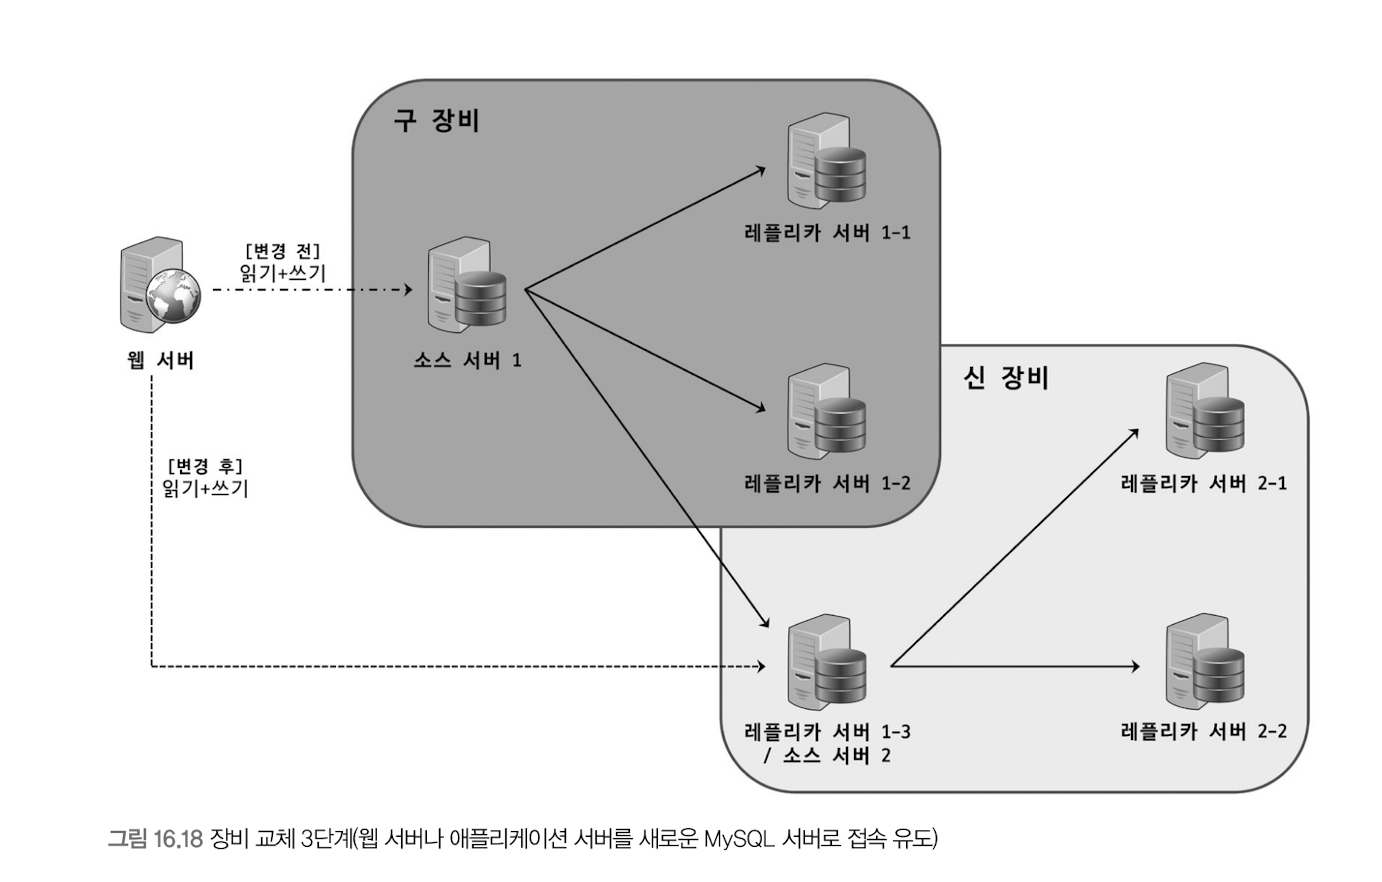 구 장비
레플리카 서버 1-1
[변경 전]
읽기+쓰기
웹 서버
소스 서버 1
신 장비
[변경 후]
읽기+쓰기
레플리카 서버 1-2
레플리카 서버 2-1
레플리카 서버 1-3
/ 소스 서버 2
레플리카 서버 2-2
그림 16.18 장비 교체 3단계(웹 서버나 애플리케이션 서버를 새로운 MySQL 서버로 접속 유도)